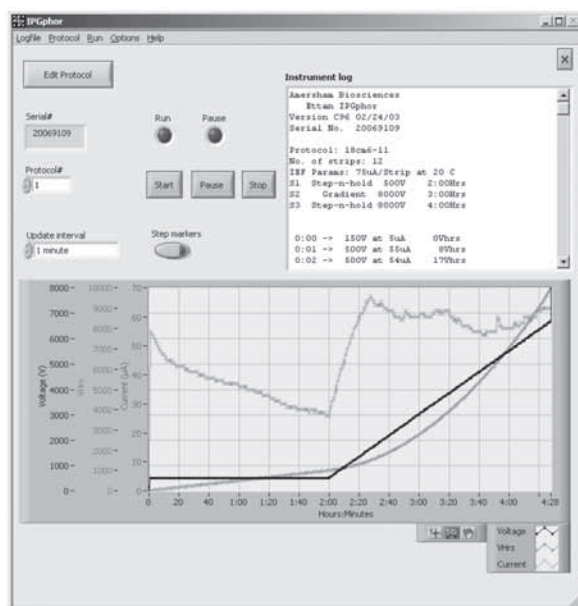 IPGphor
Logfile Protocol Run Options Help
Edit Protocol
Instrument log
Serial#
20069109
Run Pause
Protocol#
1
Start Pause Stop
Update interval
1 minute
Step markers
Amersham Biosciences
Ettan IPGphor
Version C96 02/24/03
Serial No. 20069109
Protocol: 18cm6-11
No. of strips: 12
IEF Params: 75uA/Strip at 20 C
S1 Step-n-hold 500V 2:00Hrs
S2 Gradient 8000V 3:00Hrs
S3 Step-n-hold 8000V 4:00Hrs
0:00 -> 150V at 5uA 0Vhrs
0:01 -> 500V at 55uA 8Vhrs
0:02 -> 500V at 54uA 17Vhrs
8000 10000 70
7000 9000 60
6000 8000 50
5000 7000 40
4000 6000 30
3000 5000 20
2000 4000 10
1000 3000 0
0 2000
1000
0
Voltage (V)
VHrs
Current (µA)
0 20 40 1:00 1:20 1:40 2:00 2:20 2:40 3:00 3:20 3:40 4:00 4:28
Hours:Minutes
Voltage
VHrs
Current